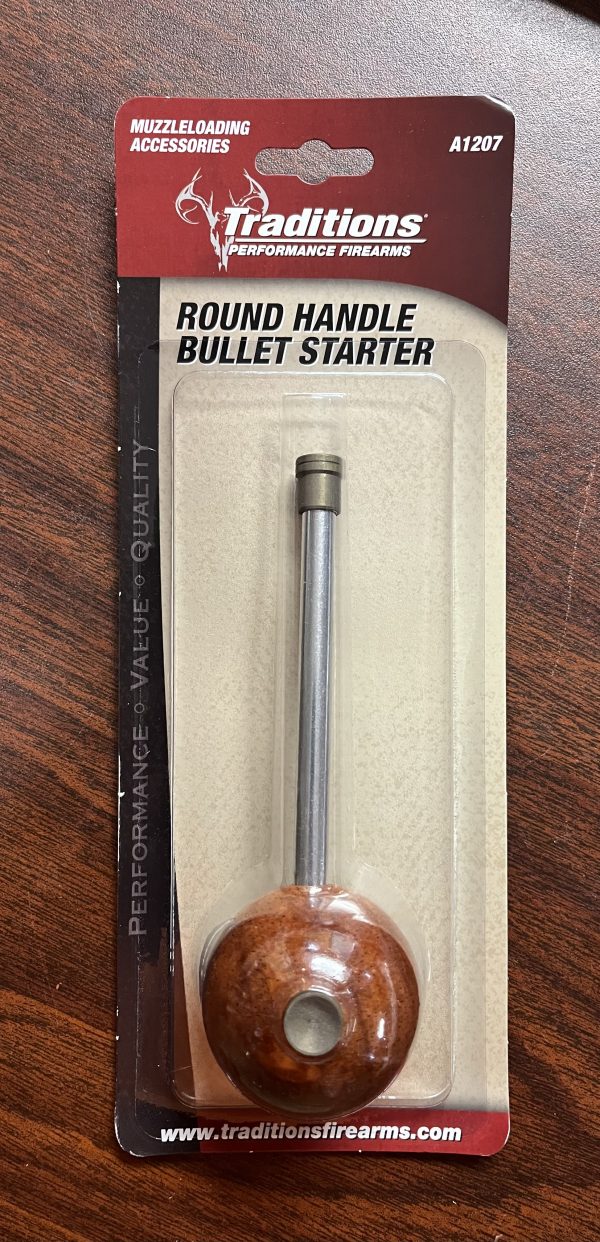 MUZZLELOADING
ACCESSORIES
A1207
Traditions®
PERFORMANCE FIREARMS
ROUND HANDLE
BULLET STARTER
PERFORMANCE ○ VALUE ○ QUALITY
www.traditionsfirearms.com